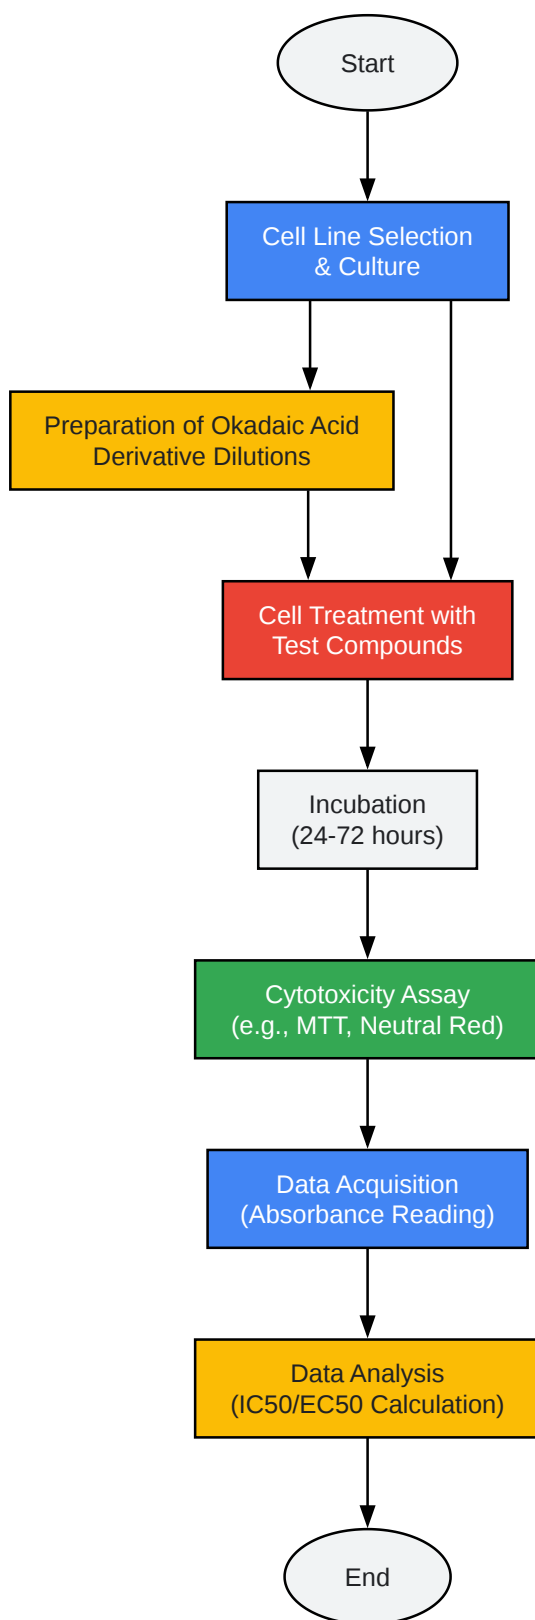 Start
Cell Line Selection
& Culture
Preparation of Okadaic Acid
Derivative Dilutions
Cell Treatment with
Test Compounds
Incubation
(24-72 hours)
Cytotoxicity Assay
(e.g., MTT, Neutral Red)
Data Acquisition
(Absorbance Reading)
Data Analysis
(IC50/EC50 Calculation)
End